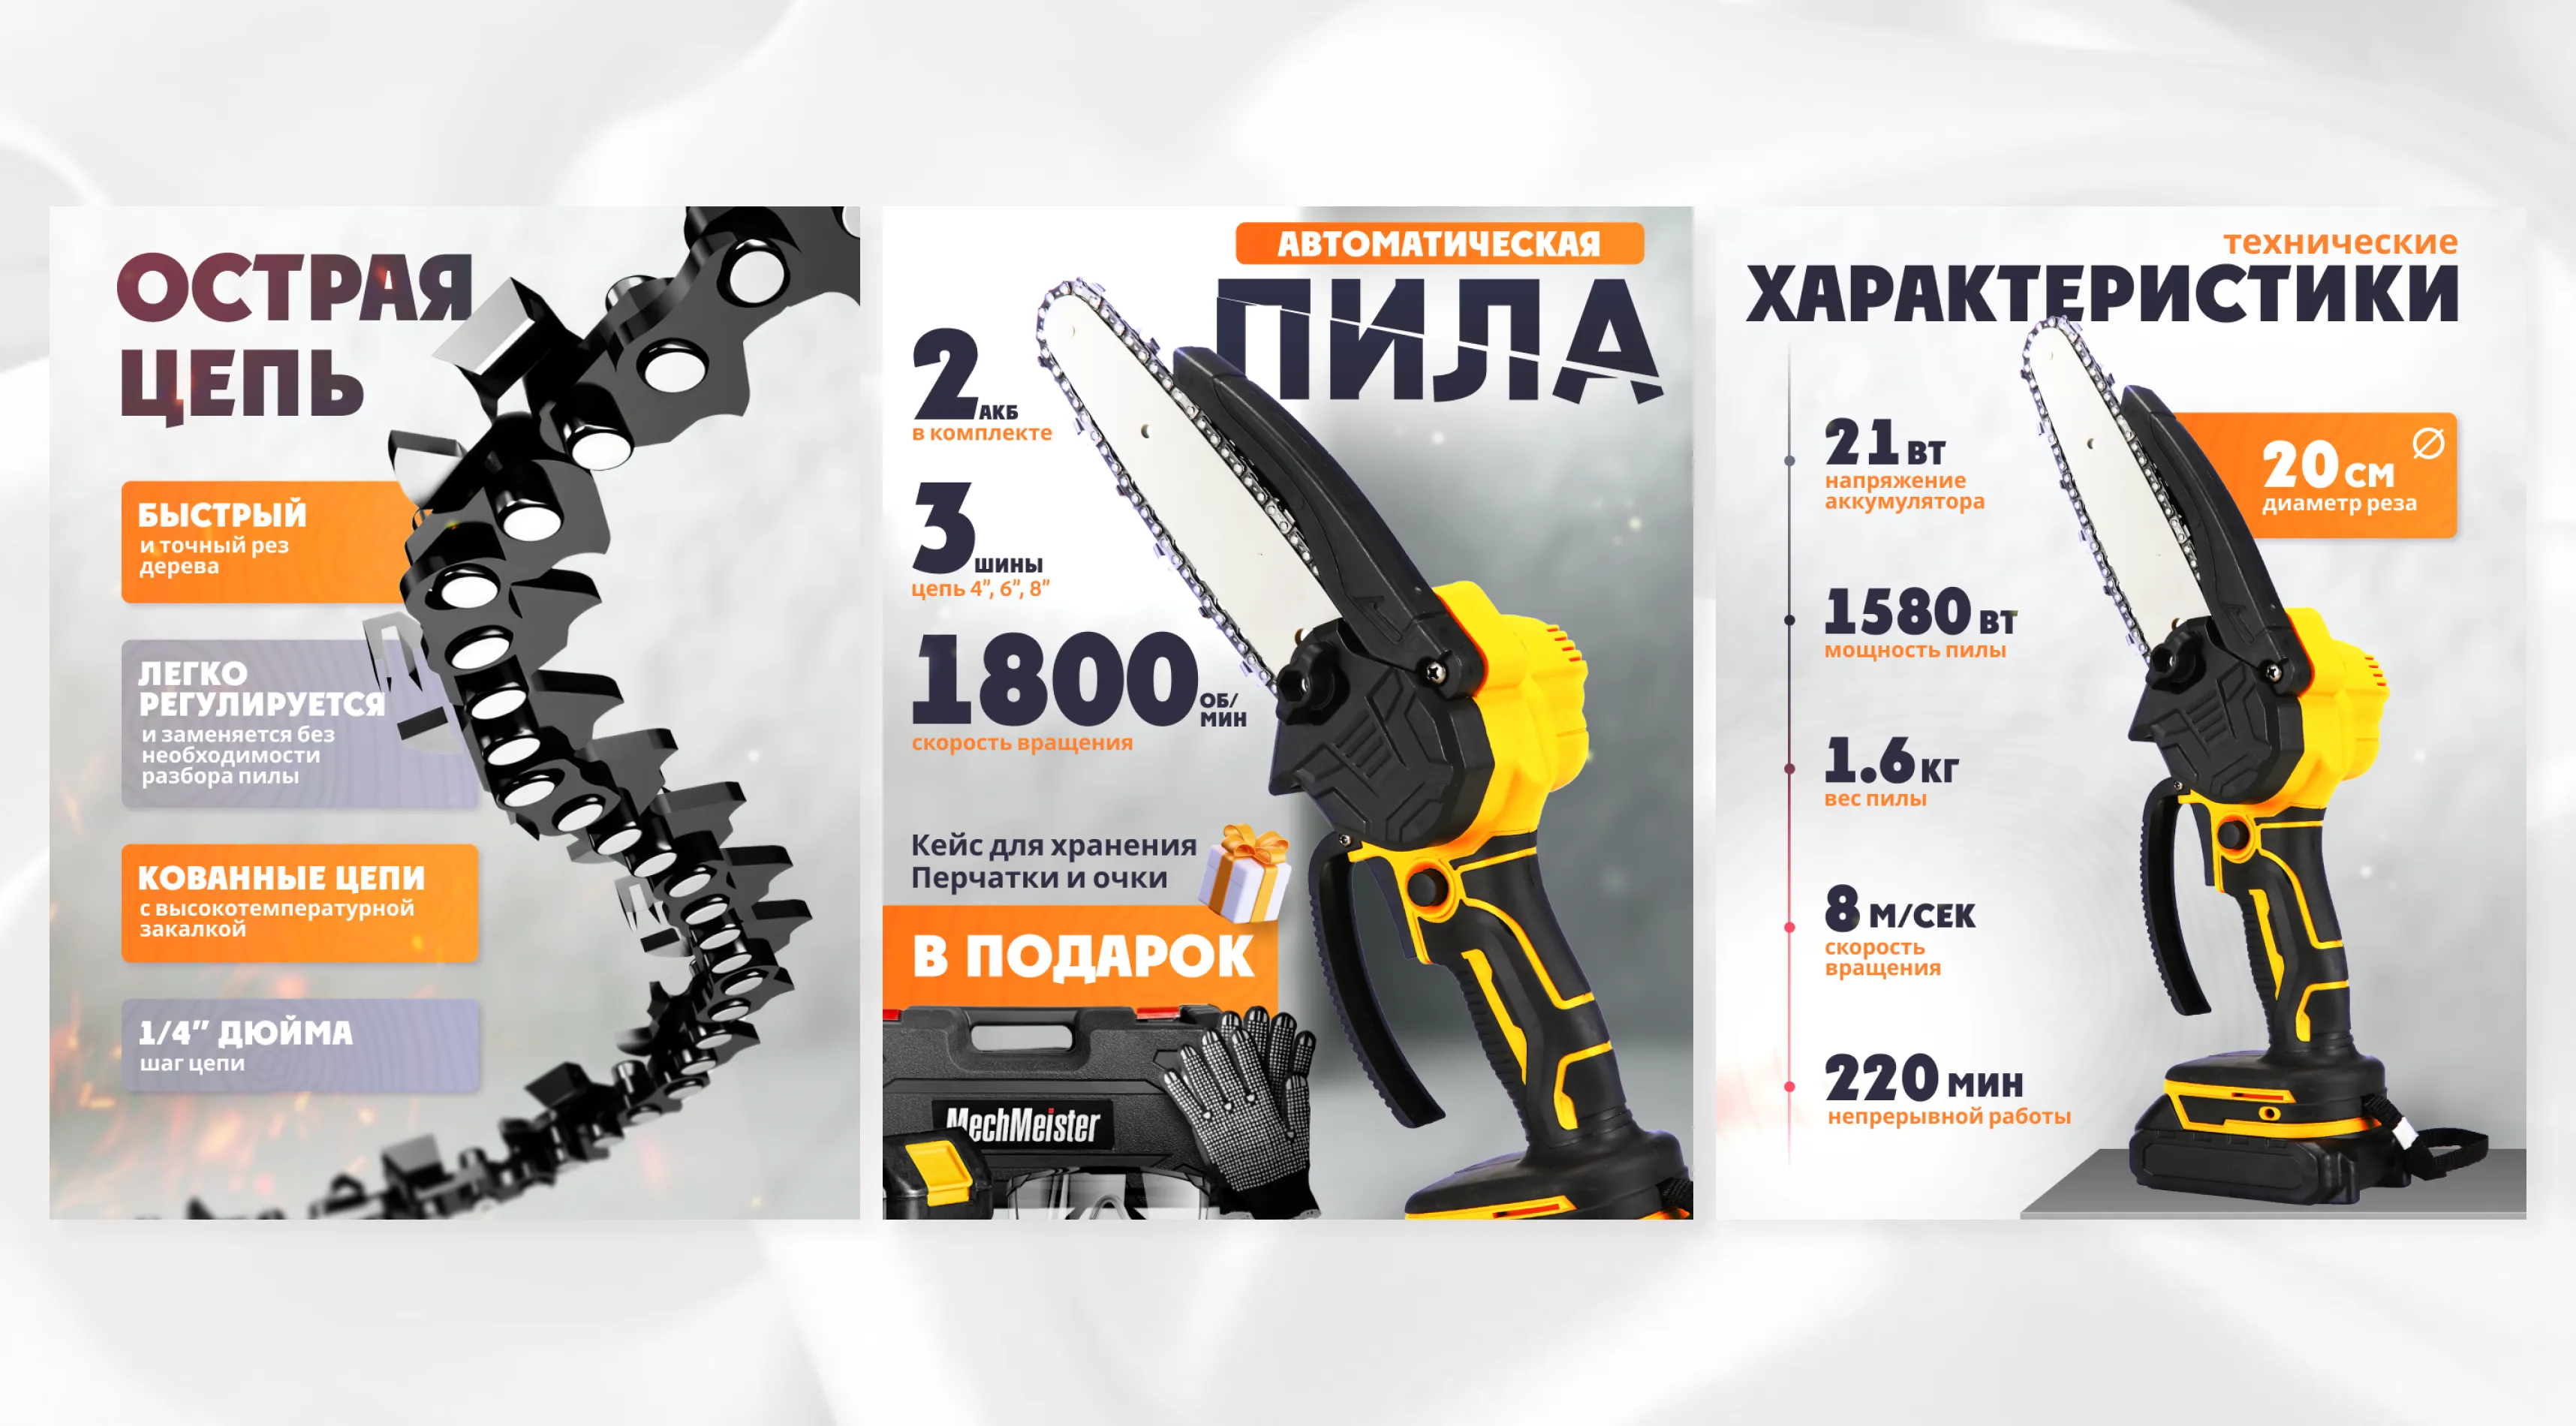 ОСТРАЯ
ЦЕПЬ
БЫСТРЫЙ
и точный рез
дерева
ЛЕГКО
РЕГУЛИРУЕТСЯ
и заменяется без
необходимости
разбора пилы
КОВАННЫЕ ЦЕПИ
с высокотемпературной
закалкой
1/4” ДЮЙМА
шаг цепи
АВТОМАТИЧЕСКАЯ
ПИЛА
2 АКБ
в комплекте
3 ШИНЫ
цепь 4”, 6”, 8”
1800 ОБ/
МИН
скорость вращения
Кейс для хранения
Перчатки и очки
В ПОДАРОК
MechMeister
технические
ХАРАКТЕРИСТИКИ
21 ВТ
напряжение
аккумулятора
20 СМ
диаметр реза
1580 ВТ
мощность пилы
1.6 КГ
вес пилы
8 М/СЕК
скорость
вращения
220 МИН
непрерывной работы